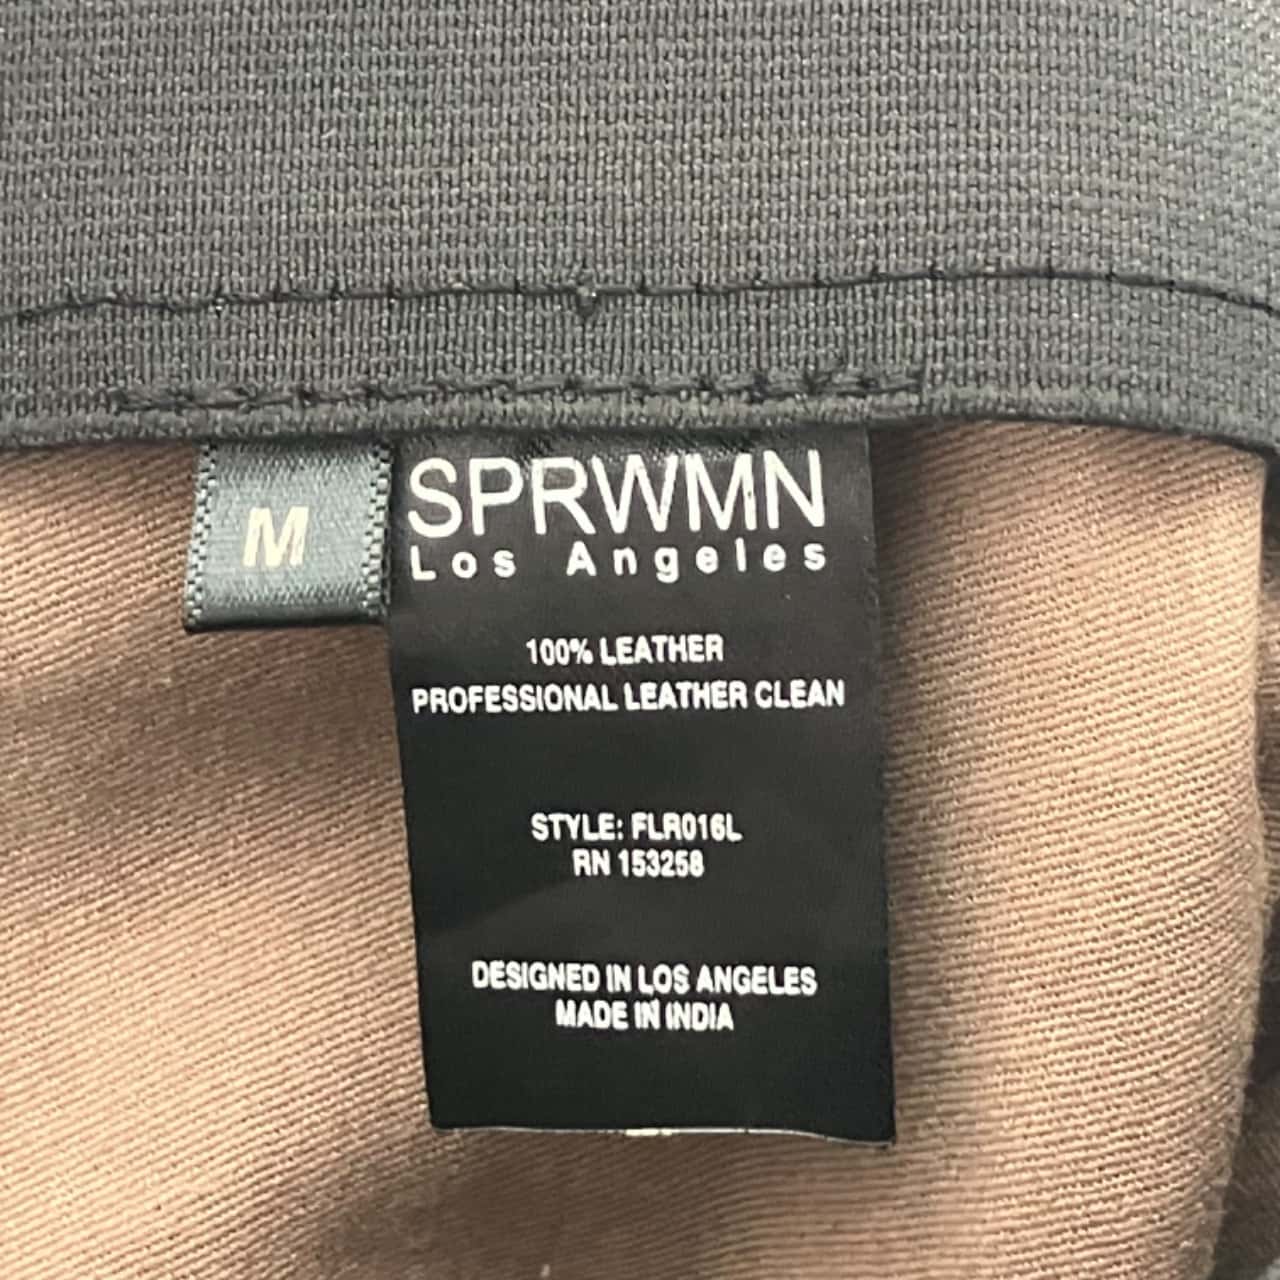 M
SPRWMN
Los Angeles
100% LEATHER
PROFESSIONAL LEATHER CLEAN
STYLE: FLR016L
RN 153258
DESIGNED IN LOS ANGELES
MADE IN INDIA